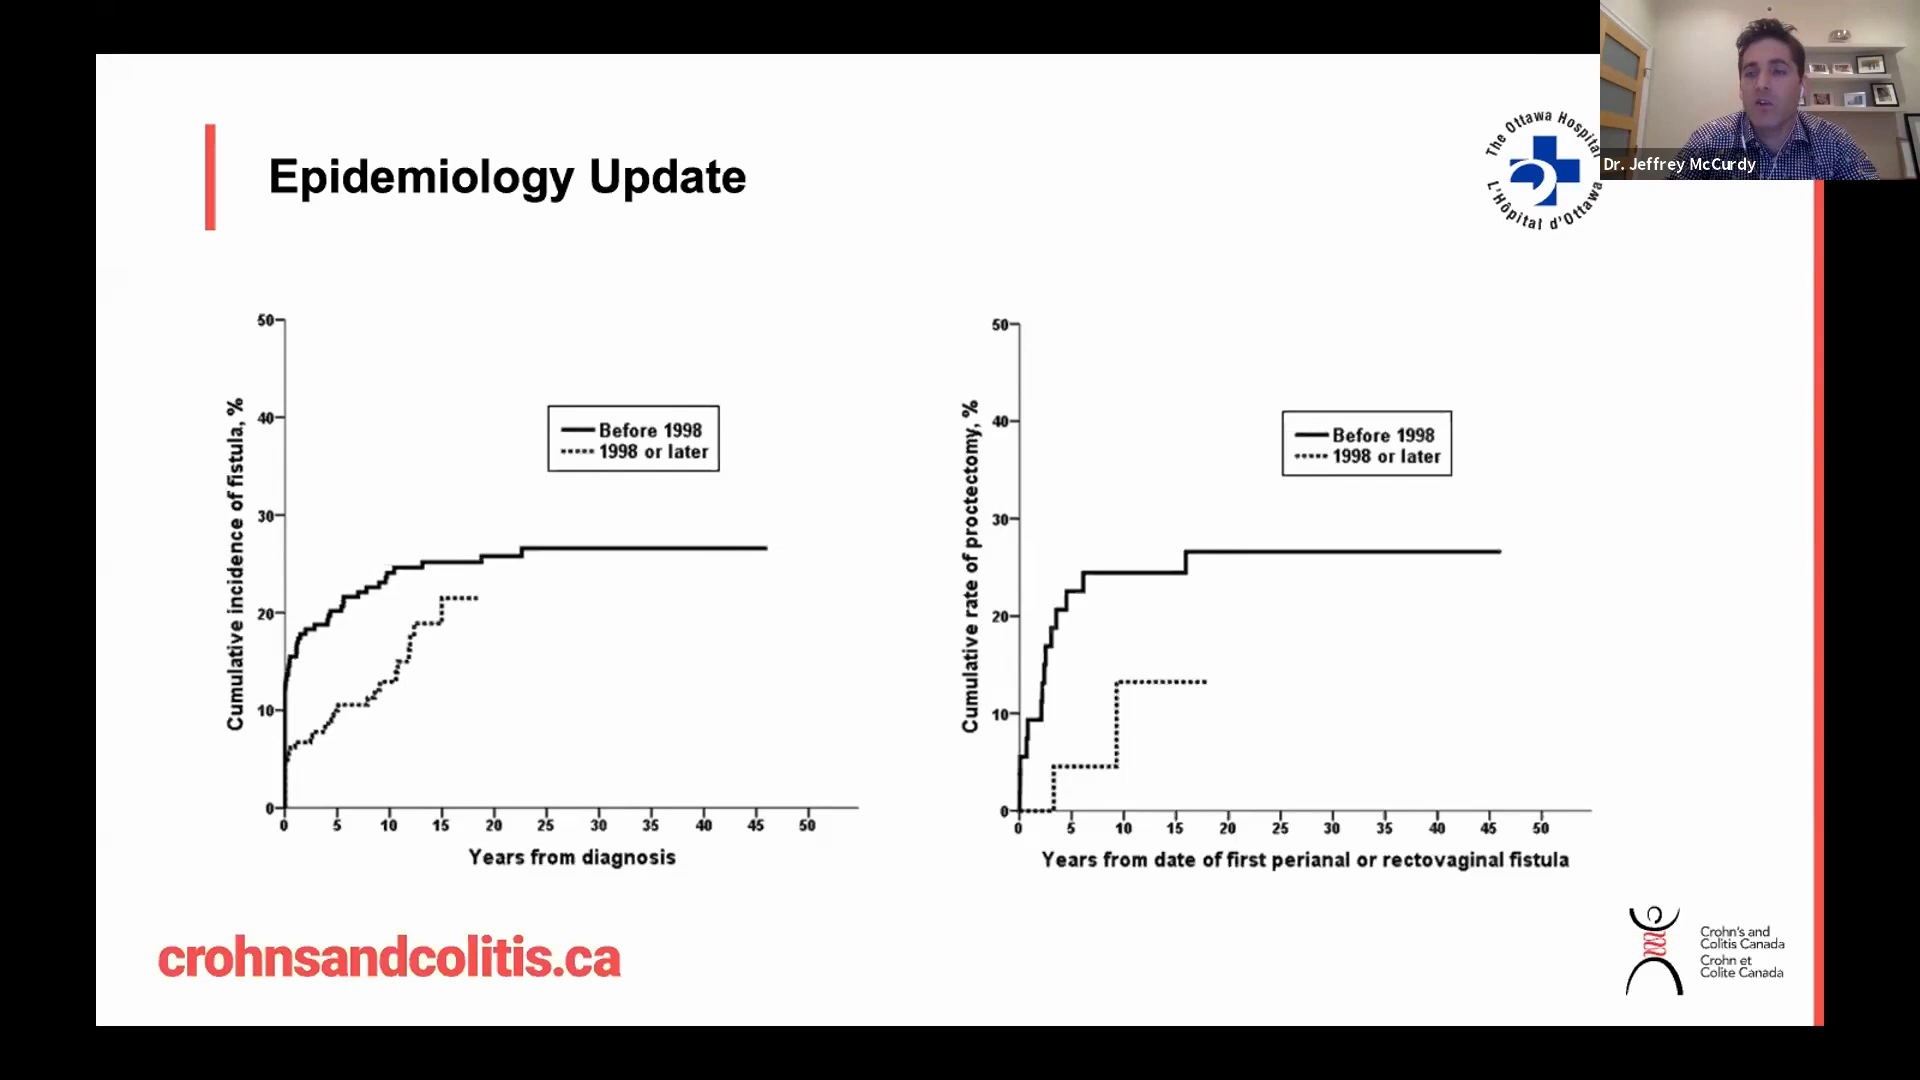 Epidemiology Update
The Ottawa Hospital
L'Hôpital d'Ottawa
Dr. Jeffrey McCurdy
Cumulative incidence of fistula, %
50
40
30
20
10
0
Before 1998
1998 or later
0 5 10 15 20 25 30 35 40 45 50
Years from diagnosis
Cumulative rate of proctectomy, %
50
40
30
20
10
0
Before 1998
1998 or later
0 5 10 15 20 25 30 35 40 45 50
Years from date of first perianal or rectovaginal fistula
crohnsandcolitis.ca
Crohn's and
Colitis Canada
Crohn et
Colite Canada